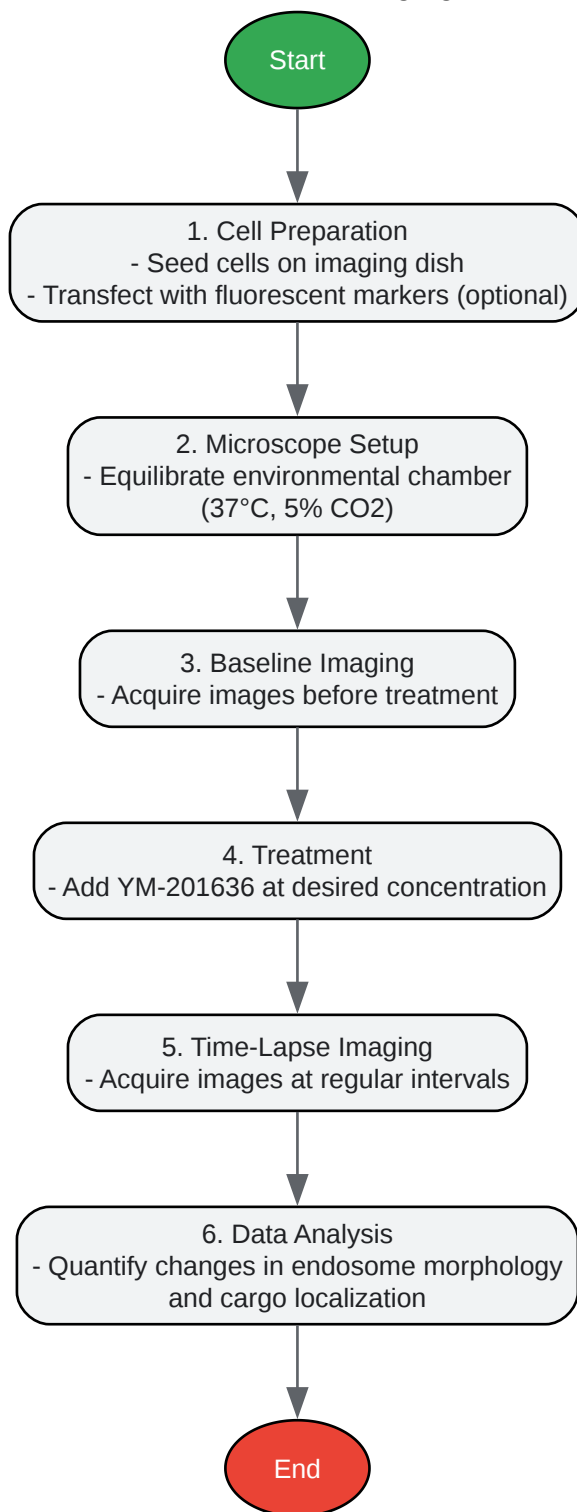 Start
1. Cell Preparation
- Seed cells on imaging dish
- Transfect with fluorescent markers (optional)
2. Microscope Setup
- Equilibrate environmental chamber
(37°C, 5% CO2)
3. Baseline Imaging
- Acquire images before treatment
4. Treatment
- Add YM-201636 at desired concentration
5. Time-Lapse Imaging
- Acquire images at regular intervals
6. Data Analysis
- Quantify changes in endosome morphology
and cargo localization
End